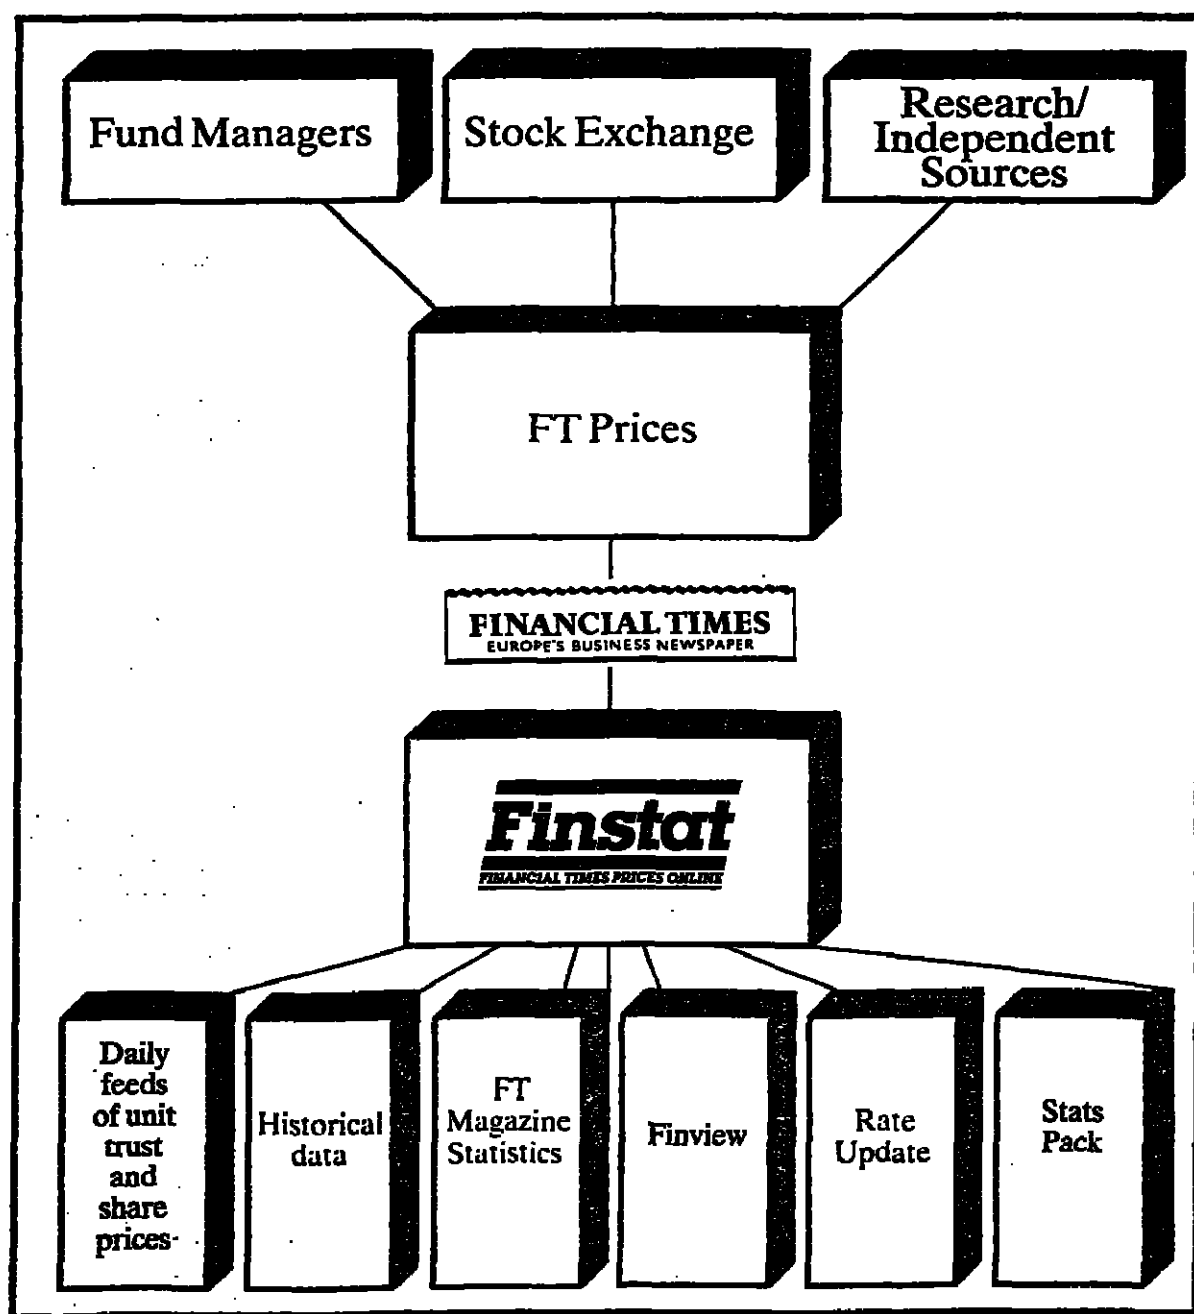 Fund Managers
Stock Exchange
Research/
Independent
Sources
FT Prices
FINANCIAL TIMES
EUROPE'S BUSINESS NEWSPAPER
Finstat
FINANCIAL TIMES PRICES ONLINE
Daily
feeds
of unit
trust
and
share
prices
Historical
data
FT
Magazine
Statistics
Finview
Rate
Update
Stats
Pack